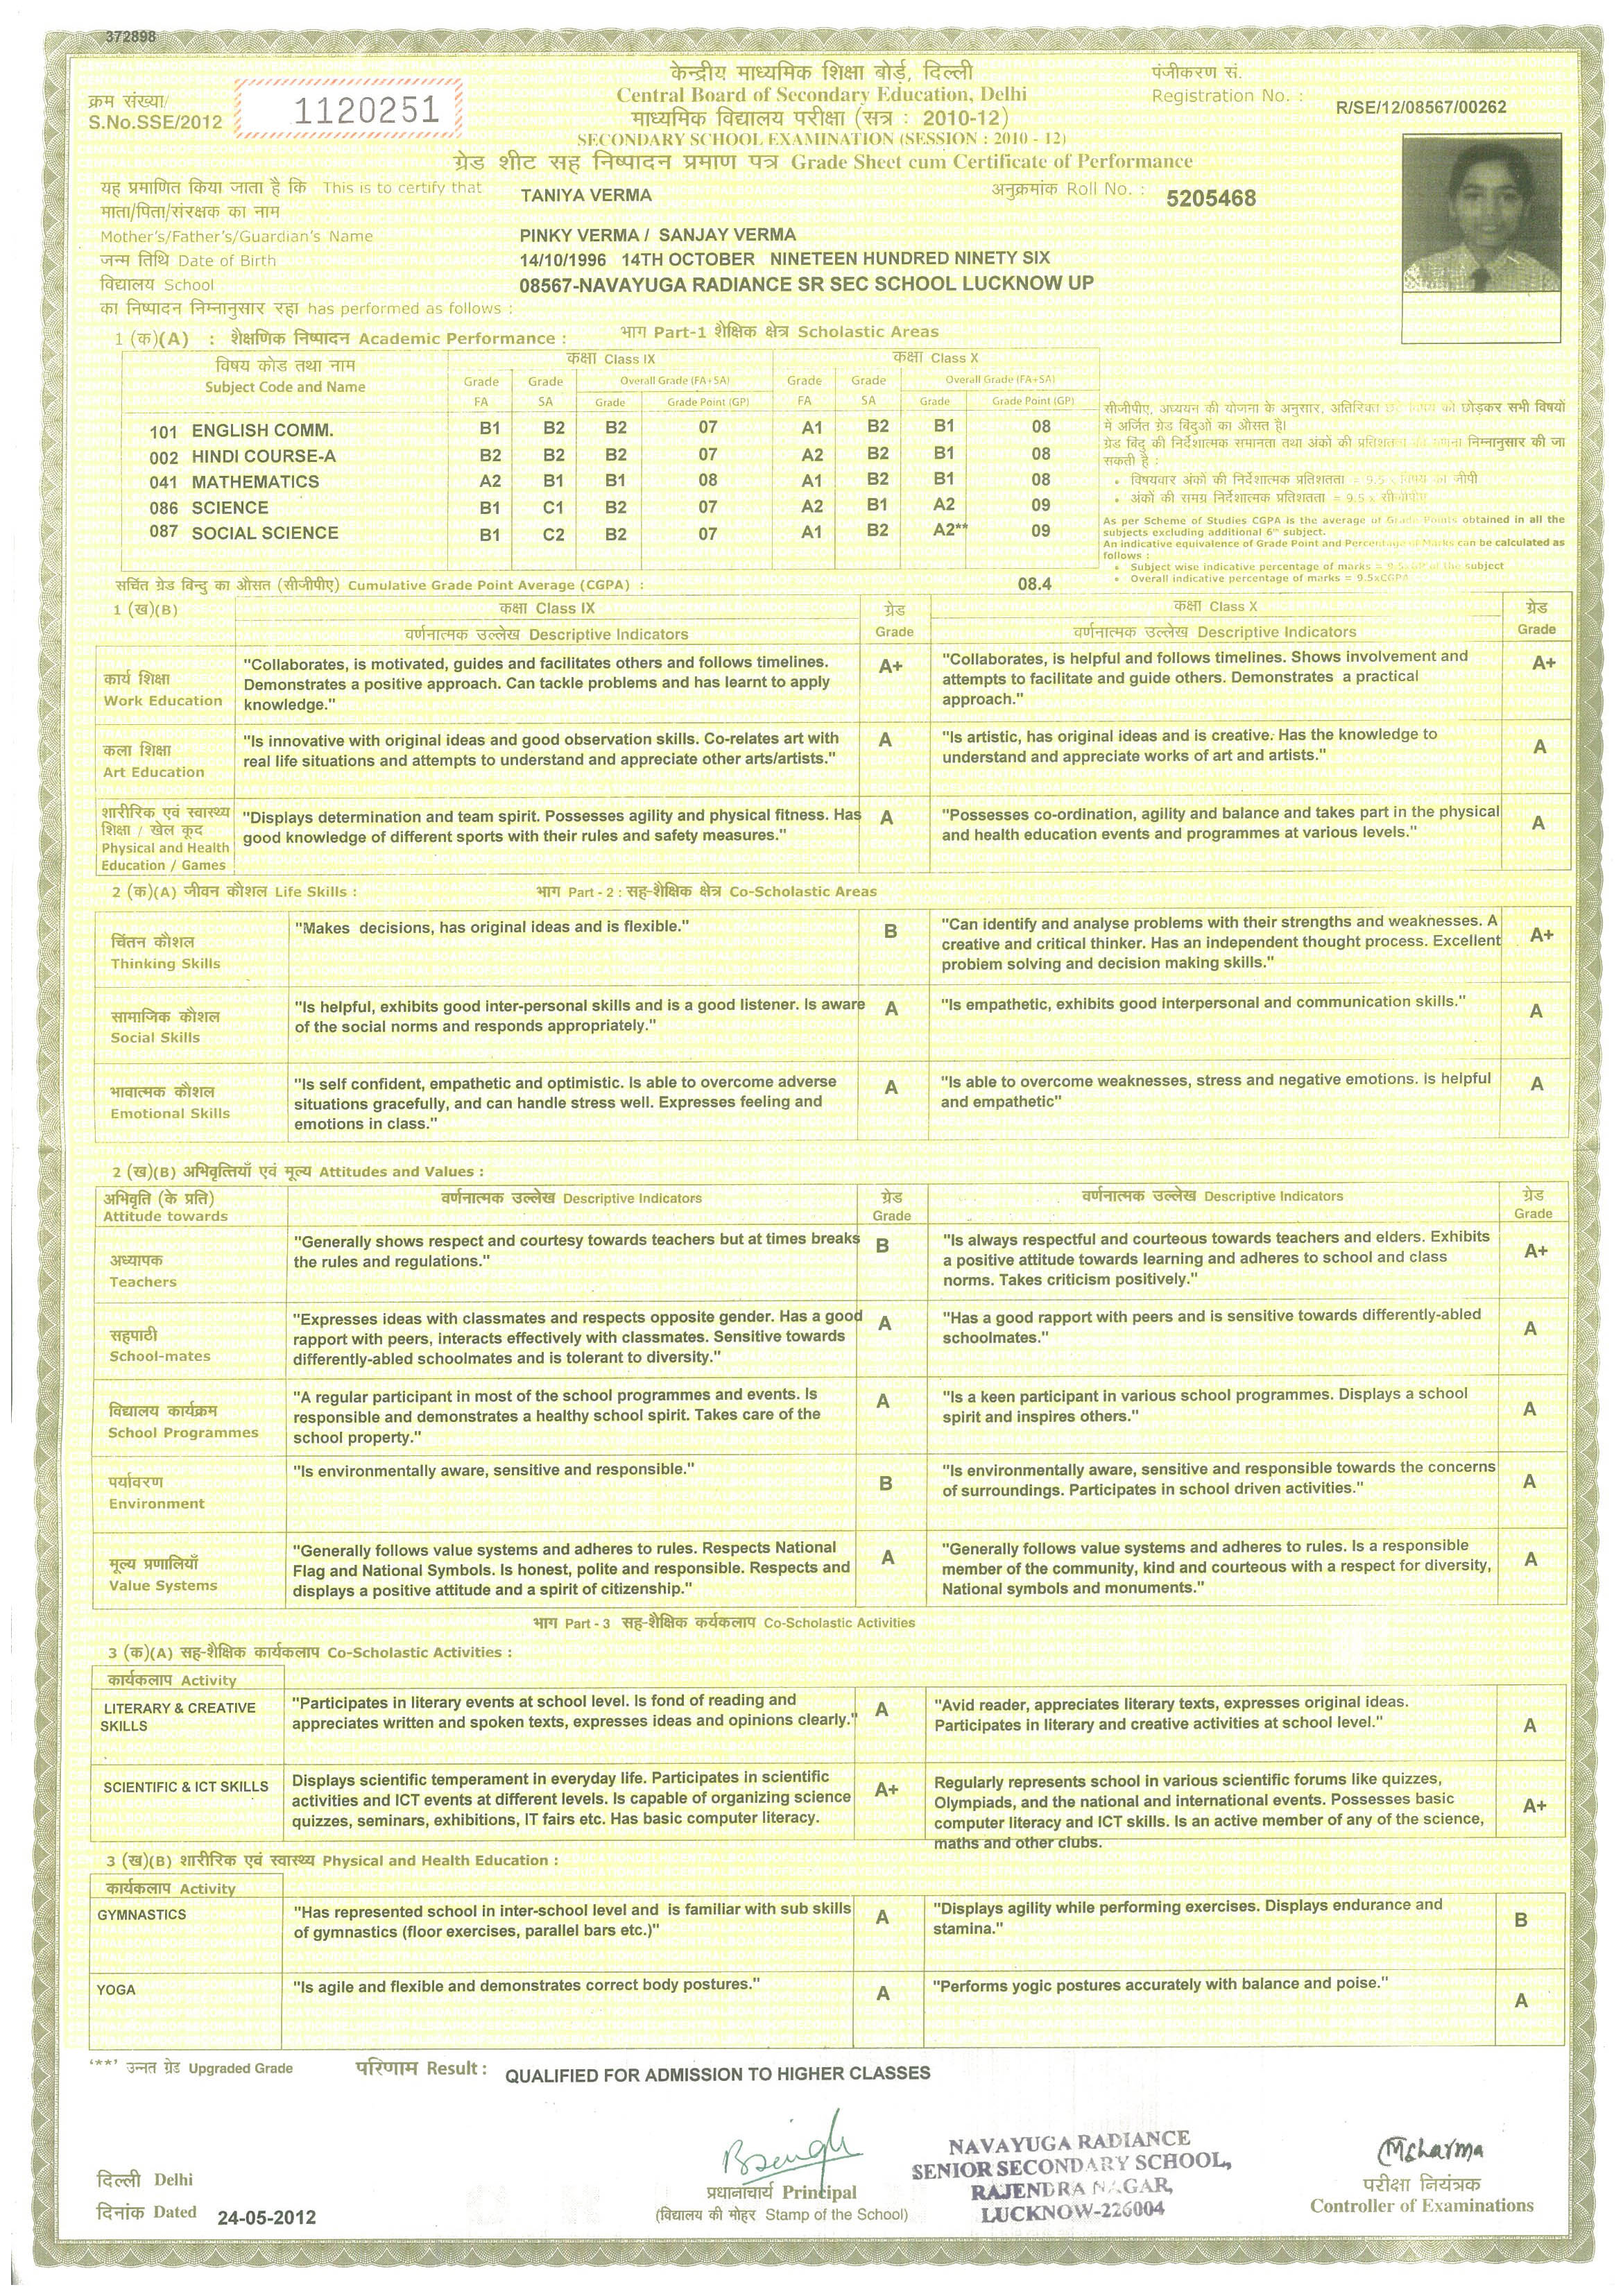 372898
क्रम संख्या/
S.No.SSE/2012
1120251
केन्द्रीय माध्यमिक शिक्षा बोर्ड, दिल्ली
Central Board of Secondary Education, Delhi
माध्यमिक विद्यालय परीक्षा (सत्र : 2010-12)
SECONDARY SCHOOL EXAMINATION (SESSION : 2010 - 12)
ग्रेड शीट सह निष्पादन प्रमाण पत्र Grade Sheet cum Certificate of Performance
पंजीकरण सं.
Registration No. : R/SE/12/08567/00262
यह प्रमाणित किया जाता है कि This is to certify that TANIYA VERMA
अनुक्रमांक Roll No. : 5205468
माता/पिता/संरक्षक का नाम
Mother's/Father's/Guardian's Name PINKY VERMA / SANJAY VERMA
जन्म तिथि Date of Birth 14/10/1996 14TH OCTOBER NINETEEN HUNDRED NINETY SIX
विद्यालय School 08567-NAVAYUGA RADIANCE SR SEC SCHOOL LUCKNOW UP
का निष्पादन निम्नानुसार रहा has performed as follows :
भाग Part-1 शैक्षिक क्षेत्र Scholastic Areas
1 (क)(A) : शैक्षणिक निष्पादन Academic Performance :
विषय कोड तथा नाम
Subject Code and Name
कक्षा Class IX कक्षा Class X
Grade Grade Overall Grade (FA+SA) Grade Grade Overall Grade (FA+SA)
FA SA Grade Grade Point (GP) FA SA Grade Grade Point (GP)
101 ENGLISH COMM. B1 B2 B2 07 A1 B2 B1 08
002 HINDI COURSE-A B2 B2 B2 07 A2 B2 B1 08
041 MATHEMATICS A2 B1 B1 08 A1 B2 B1 08
086 SCIENCE B1 C1 B2 07 A2 B1 A2 09
087 SOCIAL SCIENCE B1 C2 B2 07 A1 B2 A2** 09
सीजीपीए, अध्ययन की योजना के अनुसार, अतिरिक्त छठे विषय को छोड़कर सभी विषयों
में अर्जित ग्रेड बिंदुओं का औसत है।
ग्रेड बिंदु की निर्देशात्मक समानता तथा अंकों की प्रतिशतता की गणना निम्नानुसार की जा
सकती है :
• विषयवार अंकों की निर्देशात्मक प्रतिशतता = 9.5 x विषय का जीपी
• अंकों की समग्र निर्देशात्मक प्रतिशतता = 9.5 x सीजीपीए
As per Scheme of Studies CGPA is the average of Grade Points obtained in all the
subjects excluding additional 6th subject.
An indicative equivalence of Grade Point and Percentage of Marks can be calculated as
follows :
• Subject wise indicative percentage of marks = 9.5xGP of the subject
• Overall indicative percentage of marks = 9.5xCGPA
संचित ग्रेड बिन्दु का औसत (सीजीपीए) Cumulative Grade Point Average (CGPA) : 08.4
1 (ख)(B) कक्षा Class IX ग्रेड कक्षा Class X ग्रेड
वर्णनात्मक उल्लेख Descriptive Indicators Grade वर्णनात्मक उल्लेख Descriptive Indicators Grade
कार्य शिक्षा
Work Education
"Collaborates, is motivated, guides and facilitates others and follows timelines.
Demonstrates a positive approach. Can tackle problems and has learnt to apply
knowledge."
A+
"Collaborates, is helpful and follows timelines. Shows involvement and
attempts to facilitate and guide others. Demonstrates a practical
approach."
A+
कला शिक्षा
Art Education
"Is innovative with original ideas and good observation skills. Co-relates art with
real life situations and attempts to understand and appreciate other arts/artists."
A
"Is artistic, has original ideas and is creative. Has the knowledge to
understand and appreciate works of art and artists."
A
शारीरिक एवं स्वास्थ्य
शिक्षा / खेल कूद
Physical and Health
Education / Games
"Displays determination and team spirit. Possesses agility and physical fitness. Has
good knowledge of different sports with their rules and safety measures."
A
"Possesses co-ordination, agility and balance and takes part in the physical
and health education events and programmes at various levels."
A
2 (क)(A) जीवन कौशल Life Skills : भाग Part - 2 : सह-शैक्षिक क्षेत्र Co-Scholastic Areas
चिंतन कौशल
Thinking Skills
"Makes decisions, has original ideas and is flexible."
B
"Can identify and analyse problems with their strengths and weaknesses. A
creative and critical thinker. Has an independent thought process. Excellent
problem solving and decision making skills."
A+
सामाजिक कौशल
Social Skills
"Is helpful, exhibits good inter-personal skills and is a good listener. Is aware
of the social norms and responds appropriately."
A
"Is empathetic, exhibits good interpersonal and communication skills."
A
भावात्मक कौशल
Emotional Skills
"Is self confident, empathetic and optimistic. Is able to overcome adverse
situations gracefully, and can handle stress well. Expresses feeling and
emotions in class."
A
"Is able to overcome weaknesses, stress and negative emotions. Is helpful
and empathetic"
A
2 (ख)(B) अभिवृत्तियाँ एवं मूल्य Attitudes and Values :
अभिवृति (के प्रति) वर्णनात्मक उल्लेख Descriptive Indicators ग्रेड वर्णनात्मक उल्लेख Descriptive Indicators ग्रेड
Attitude towards Grade Grade
अध्यापक
Teachers
"Generally shows respect and courtesy towards teachers but at times breaks
the rules and regulations."
B
"Is always respectful and courteous towards teachers and elders. Exhibits
a positive attitude towards learning and adheres to school and class
norms. Takes criticism positively."
A+
सहपाठी
School-mates
"Expresses ideas with classmates and respects opposite gender. Has a good
rapport with peers, interacts effectively with classmates. Sensitive towards
differently-abled schoolmates and is tolerant to diversity."
A
"Has a good rapport with peers and is sensitive towards differently-abled
schoolmates."
A
विद्यालय कार्यक्रम
School Programmes
"A regular participant in most of the school programmes and events. Is
responsible and demonstrates a healthy school spirit. Takes care of the
school property."
A
"Is a keen participant in various school programmes. Displays a school
spirit and inspires others."
A
पर्यावरण
Environment
"Is environmentally aware, sensitive and responsible."
B
"Is environmentally aware, sensitive and responsible towards the concerns
of surroundings. Participates in school driven activities."
A
मूल्य प्रणालियाँ
Value Systems
"Generally follows value systems and adheres to rules. Respects National
Flag and National Symbols. Is honest, polite and responsible. Respects and
displays a positive attitude and a spirit of citizenship."
A
"Generally follows value systems and adheres to rules. Is a responsible
member of the community, kind and courteous with a respect for diversity,
National symbols and monuments."
A
भाग Part - 3 सह-शैक्षिक कर्यकलाप Co-Scholastic Activities
3 (क)(A) सह-शैक्षिक कार्यकलाप Co-Scholastic Activities :
कार्यकलाप Activity
LITERARY & CREATIVE
SKILLS
"Participates in literary events at school level. Is fond of reading and
appreciates written and spoken texts, expresses ideas and opinions clearly."
A
"Avid reader, appreciates literary texts, expresses original ideas.
Participates in literary and creative activities at school level."
A
SCIENTIFIC & ICT SKILLS
Displays scientific temperament in everyday life. Participates in scientific
activities and ICT events at different levels. Is capable of organizing science
quizzes, seminars, exhibitions, IT fairs etc. Has basic computer literacy.
A+
Regularly represents school in various scientific forums like quizzes,
Olympiads, and the national and international events. Possesses basic
computer literacy and ICT skills. Is an active member of any of the science,
maths and other clubs.
A+
3 (ख)(B) शारीरिक एवं स्वास्थ्य Physical and Health Education :
कार्यकलाप Activity
GYMNASTICS
"Has represented school in inter-school level and is familiar with sub skills
of gymnastics (floor exercises, parallel bars etc.)"
A
"Displays agility while performing exercises. Displays endurance and
stamina."
B
YOGA
"Is agile and flexible and demonstrates correct body postures."
A
"Performs yogic postures accurately with balance and poise."
A
'**' उन्नत ग्रेड Upgraded Grade परिणाम Result : QUALIFIED FOR ADMISSION TO HIGHER CLASSES
दिल्ली Delhi
दिनांक Dated 24-05-2012
प्रधानाचार्य Principal
(विद्यालय की मोहर Stamp of the School)
NAVAYUGA RADIANCE
SENIOR SECONDARY SCHOOL,
RAJENDRA NAGAR,
LUCKNOW-226004
MSharma
परीक्षा नियंत्रक
Controller of Examinations